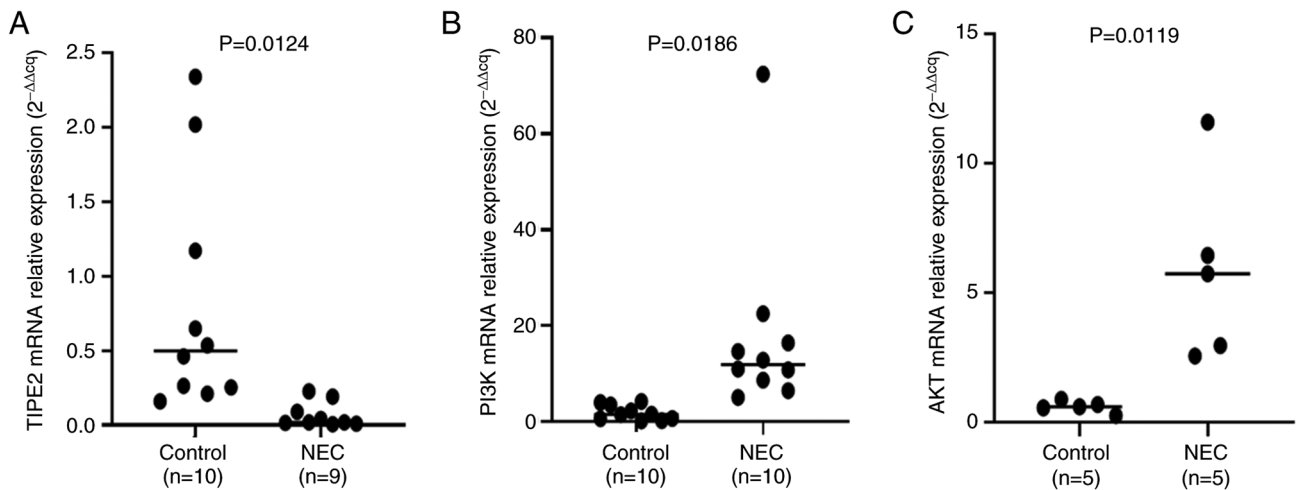 A
P=0.0124
TIPE2 mRNA relative expression (2⁻ΔΔcq)
2.5
2.0
1.5
1.0
0.5
0.0
Control
(n=10)
NEC
(n=9)
B
P=0.0186
PI3K mRNA relative expression (2⁻ΔΔcq)
80
60
40
20
0
Control
(n=10)
NEC
(n=10)
C
P=0.0119
AKT mRNA relative expression (2⁻ΔΔcq)
15
10
5
0
Control
(n=5)
NEC
(n=5)